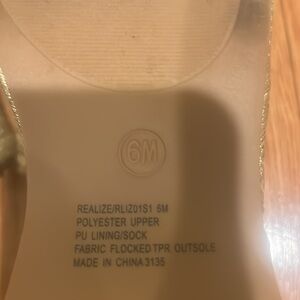 6M
REALIZE/RLIZ01S1 6M
POLYESTER UPPER
PU LINING/SOCK
FABRIC FLOCKED TPR OUTSOLE
MADE IN CHINA 3135